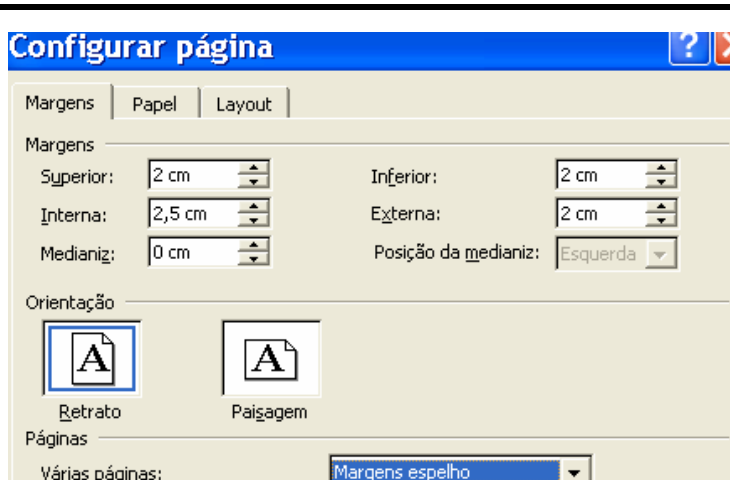 Configurar página
Margens Papel Layout
Margens
Superior: 2 cm Inferior: 2 cm
Interna: 2,5 cm Externa: 2 cm
Medianiz: 0 cm Posição da medianiz: Esquerda
Orientação
A A
Retrato Paisagem
Páginas
Várias páginas: Margens espelho